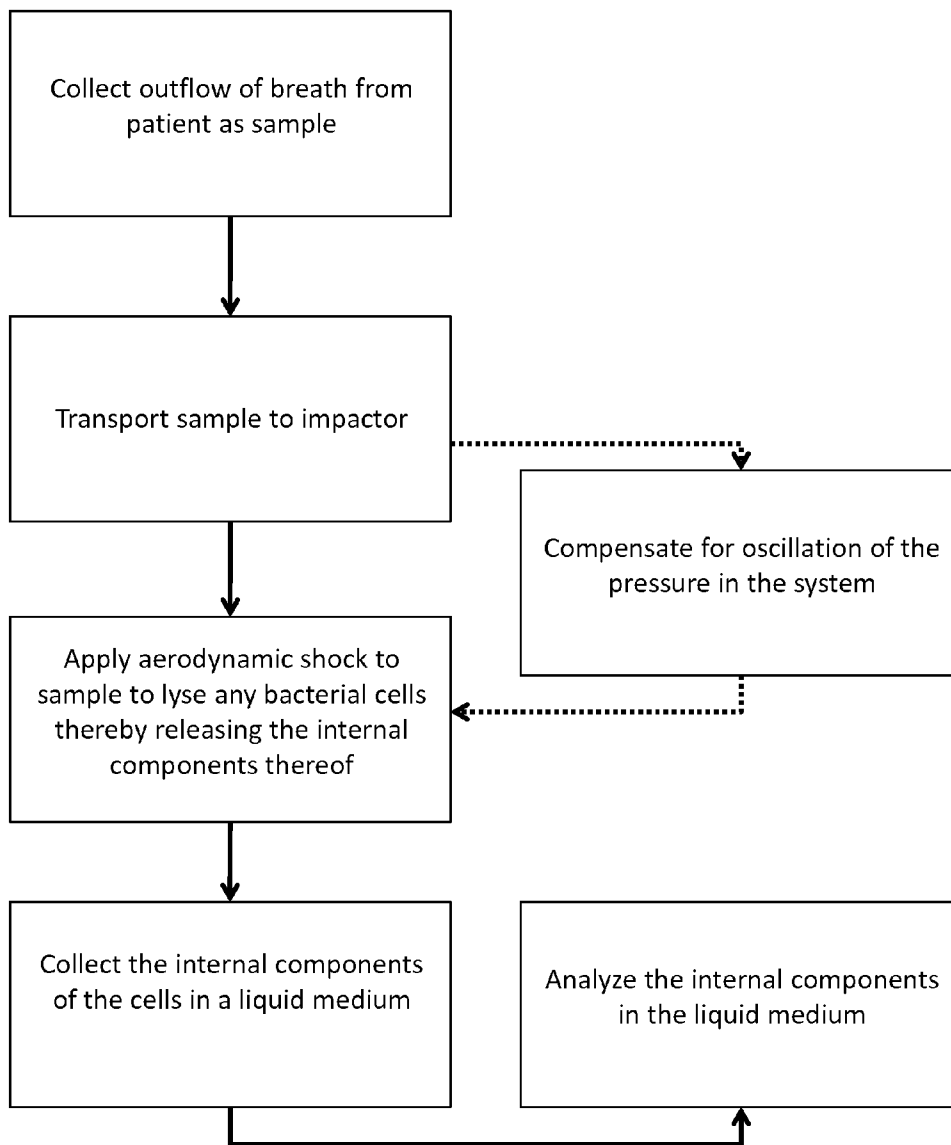 Collect outflow of breath from
patient as sample
Transport sample to impactor
Compensate for oscillation of the
pressure in the system
Apply aerodynamic shock to
sample to lyse any bacterial cells
thereby releasing the internal
components thereof
Collect the internal components
of the cells in a liquid medium
Analyze the internal components
in the liquid medium